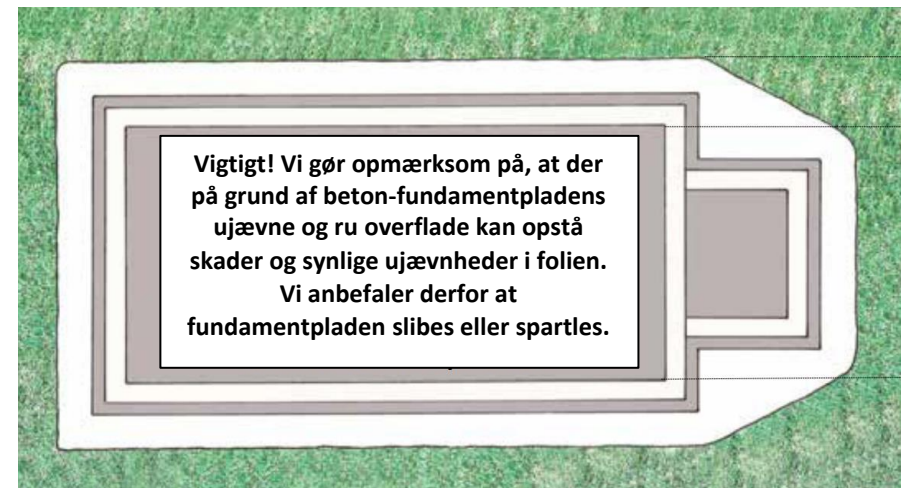 Vigtigt! Vi gør opmærksom på, at der
på grund af beton-fundamentpladens
ujævne og ru overflade kan opstå
skader og synlige ujævnheder i folien.
Vi anbefaler derfor at
fundamentpladen slibes eller spartles.